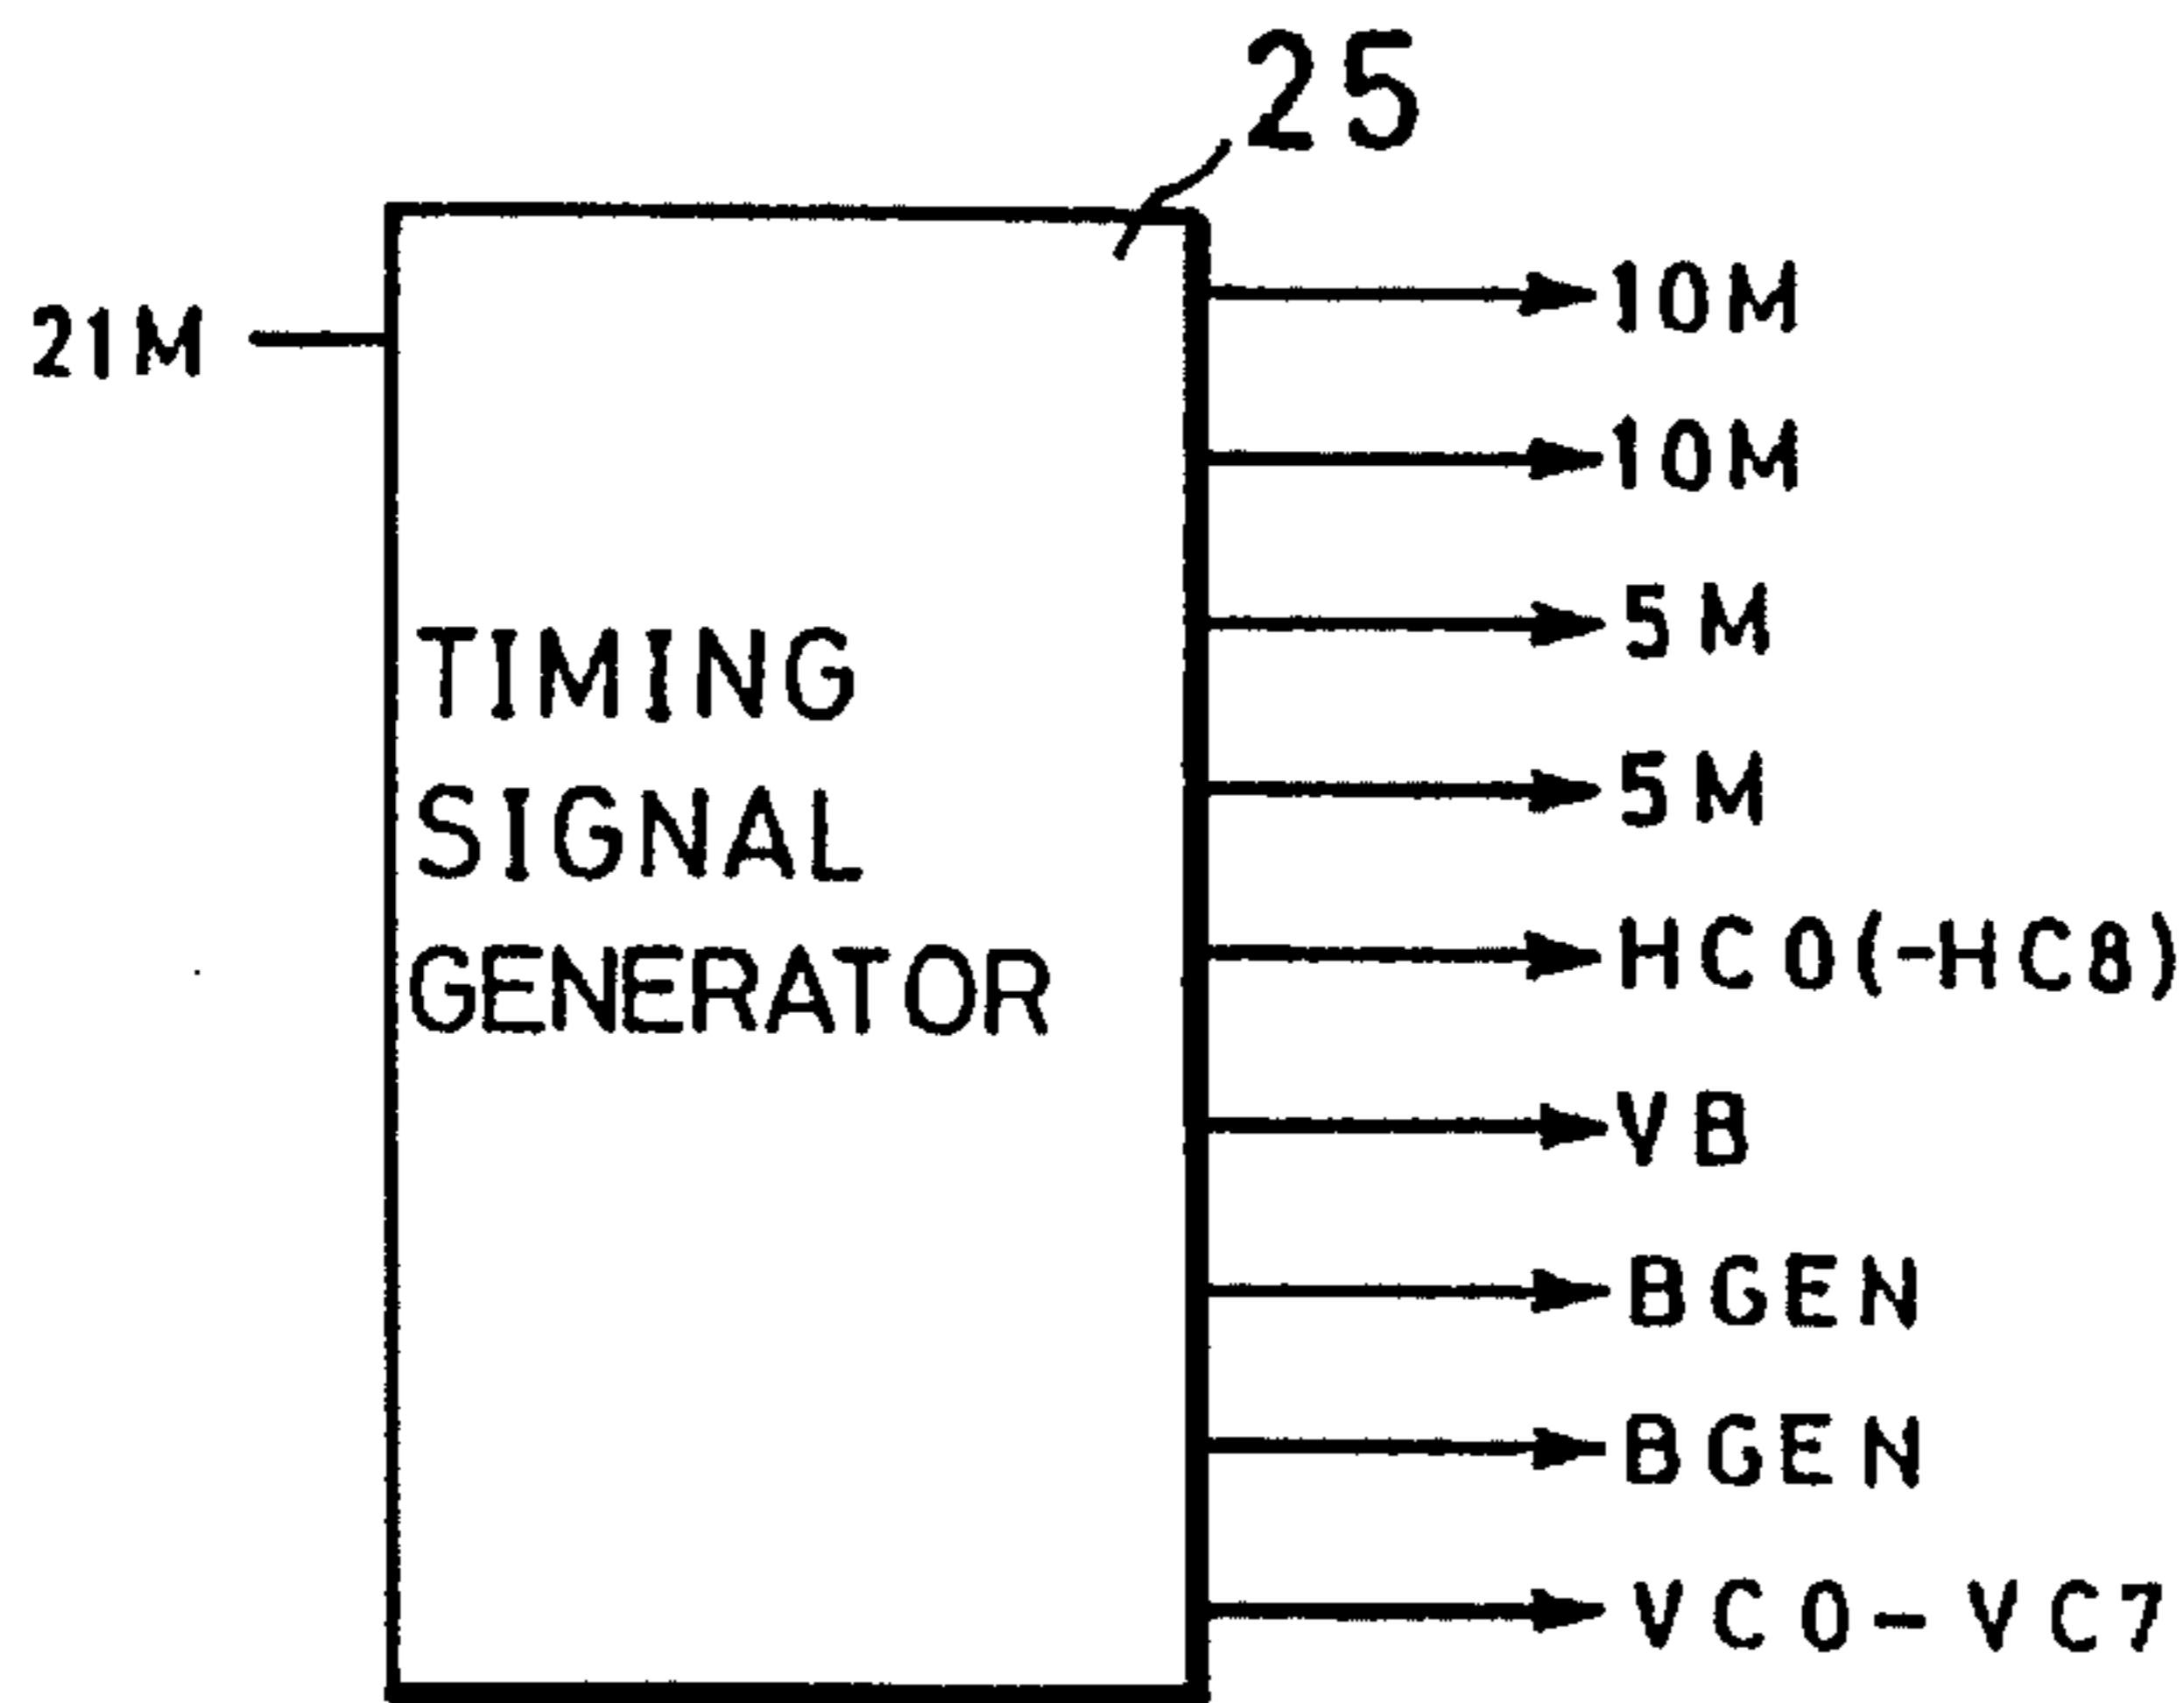 25
21M
10M
10M
5M
5M
TIMING
SIGNAL
GENERATOR
HC0(-HC8)
VB
BGEN
BGEN
VC0-VC7